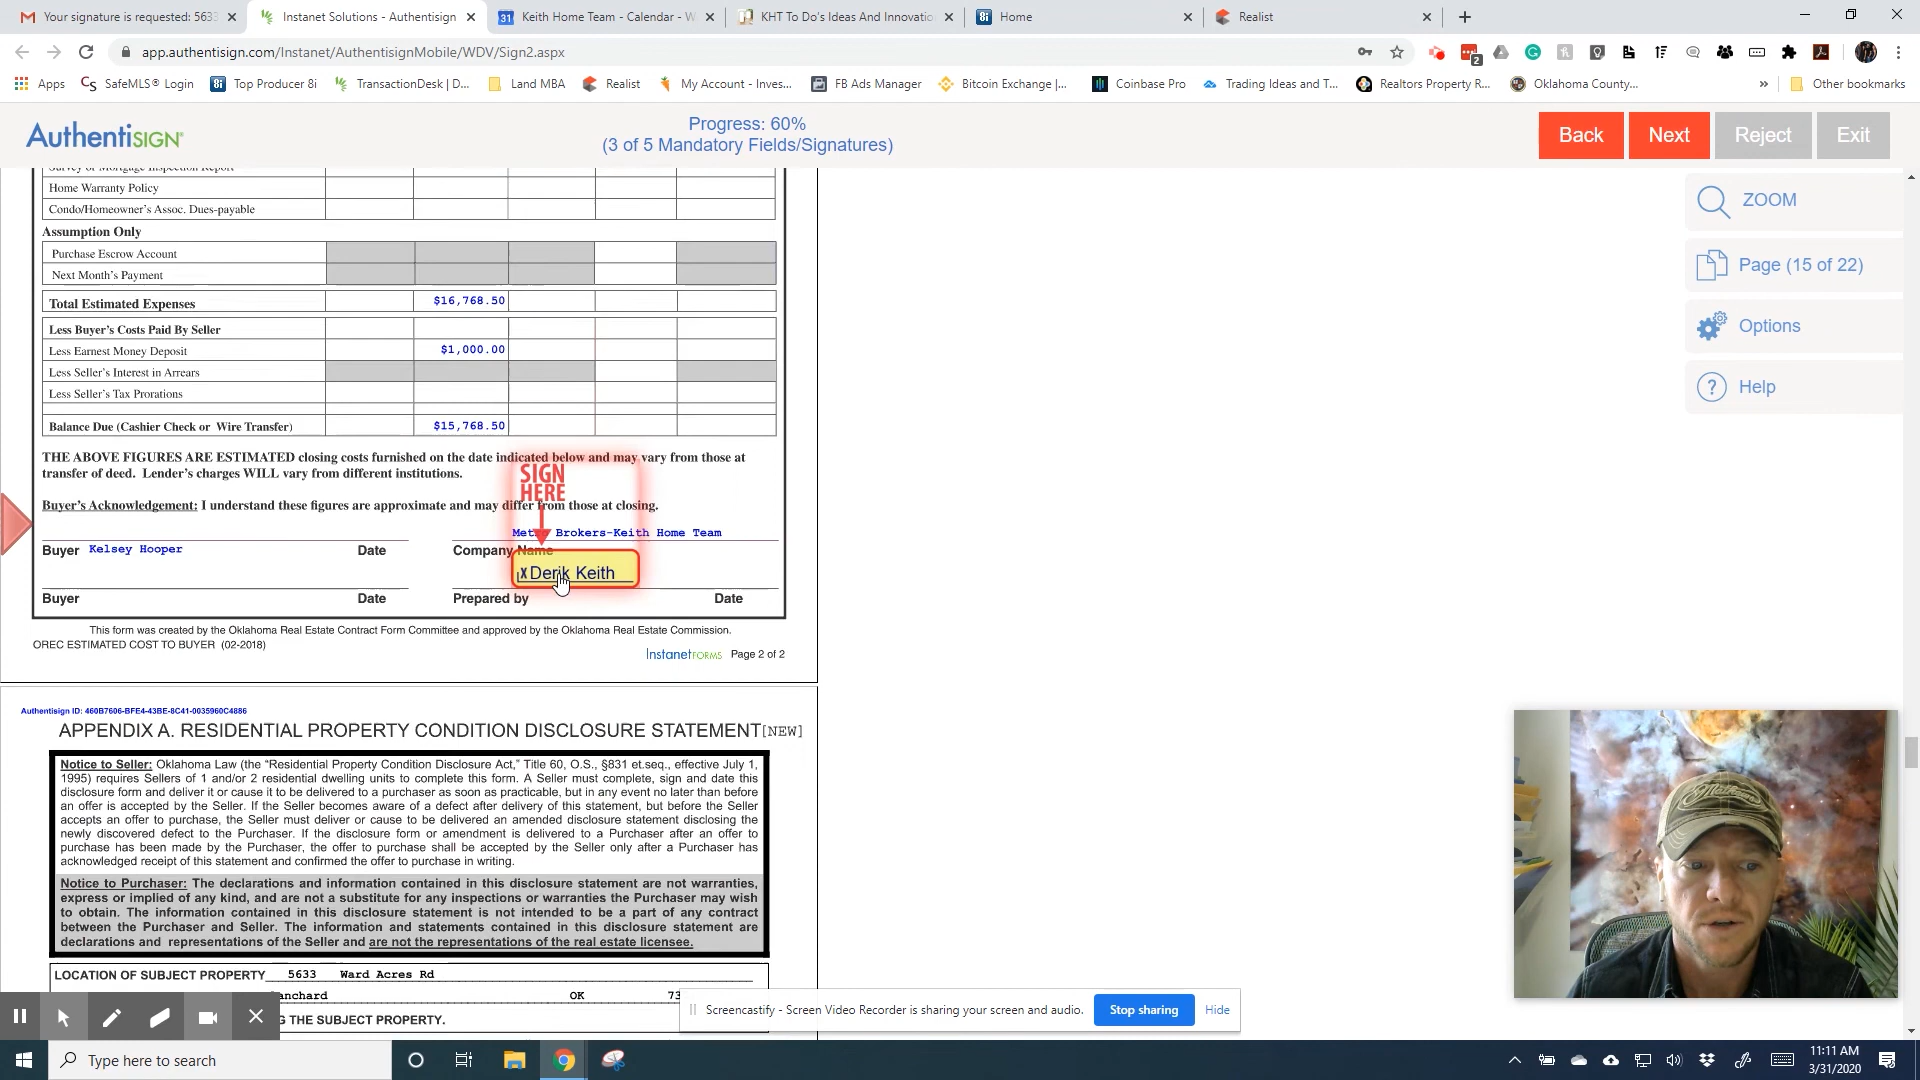 Your signature is requested: 563
Instanet Solutions - Authentisign
31 Keith Home Team - Calendar - W
KHT To Do's Ideas And Innovatio
8i Home
Realist
app.authentisign.com/Instanet/AuthentisignMobile/WDV/Sign2.aspx
2
Apps
CS SafeMLS® Login
8i Top Producer 8i
TransactionDesk | D...
Land MBA
Realist
My Account - Inves...
FB Ads Manager
Bitcoin Exchange |...
Coinbase Pro
Trading Ideas and T...
Realtors Property R...
Oklahoma County...
» Other bookmarks
AuthentiSIGN®
Progress: 60%
(3 of 5 Mandatory Fields/Signatures)
Back Next Reject Exit
Survey or Mortgage Inspection Report
Home Warranty Policy
Condo/Homeowner's Assoc. Dues-payable
Assumption Only
Purchase Escrow Account
Next Month's Payment
Total Estimated Expenses $16,768.50
Less Buyer's Costs Paid By Seller
Less Earnest Money Deposit $1,000.00
Less Seller's Interest in Arrears
Less Seller's Tax Prorations
Balance Due (Cashier Check or Wire Transfer) $15,768.50
THE ABOVE FIGURES ARE ESTIMATED closing costs furnished on the date indicated below and may vary from those at
transfer of deed. Lender's charges WILL vary from different institutions.
SIGN
HERE
Buyer's Acknowledgement: I understand these figures are approximate and may differ from those at closing.
Metro Brokers-Keith Home Team
Buyer Kelsey Hooper Date Company Name
X Derik Keith
Buyer Date Prepared by Date
This form was created by the Oklahoma Real Estate Contract Form Committee and approved by the Oklahoma Real Estate Commission.
OREC ESTIMATED COST TO BUYER (02-2018)
InstanetFORMS Page 2 of 2
ZOOM
Page (15 of 22)
Options
? Help
Authentisign ID: 460B7606-BFE4-43BE-8C41-0035960C4886
APPENDIX A. RESIDENTIAL PROPERTY CONDITION DISCLOSURE STATEMENT[NEW]
Notice to Seller: Oklahoma Law (the "Residential Property Condition Disclosure Act," Title 60, O.S., §831 et.seq., effective July 1,
1995) requires Sellers of 1 and/or 2 residential dwelling units to complete this form. A Seller must complete, sign and date this
disclosure form and deliver it or cause it to be delivered to a purchaser as soon as practicable, but in any event no later than before
an offer is accepted by the Seller. If the Seller becomes aware of a defect after delivery of this statement, but before the Seller
accepts an offer to purchase, the Seller must deliver or cause to be delivered an amended disclosure statement disclosing the
newly discovered defect to the Purchaser. If the disclosure form or amendment is delivered to a Purchaser after an offer to
purchase has been made by the Purchaser, the offer to purchase shall be accepted by the Seller only after a Purchaser has
acknowledged receipt of this statement and confirmed the offer to purchase in writing.
Notice to Purchaser: The declarations and information contained in this disclosure statement are not warranties,
express or implied of any kind, and are not a substitute for any inspections or warranties the Purchaser may wish
to obtain. The information contained in this disclosure statement is not intended to be a part of any contract
between the Purchaser and Seller. The information and statements contained in this disclosure statement are
declarations and representations of the Seller and are not the representations of the real estate licensee.
LOCATION OF SUBJECT PROPERTY 5633 Ward Acres Rd
anchard OK 73
G THE SUBJECT PROPERTY.
Screencastify - Screen Video Recorder is sharing your screen and audio. Stop sharing Hide
Type here to search
11:11 AM
3/31/2020